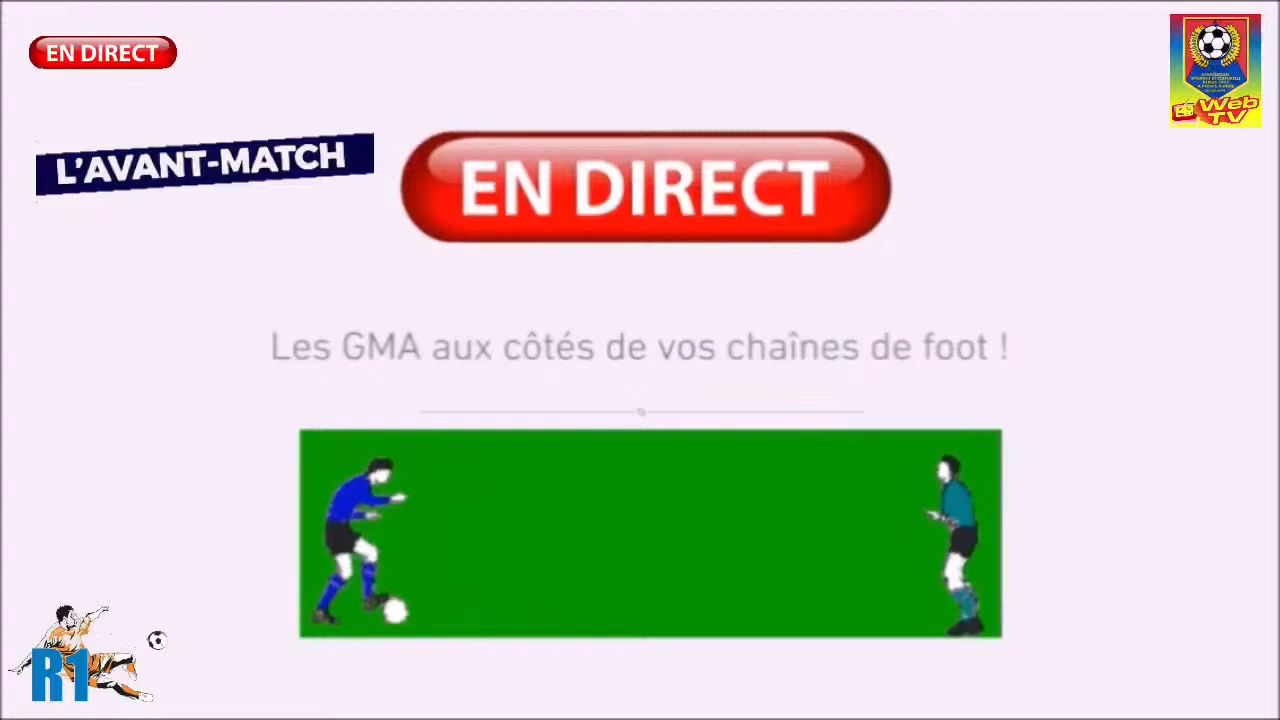 EN DIRECT
L'AVANT-MATCH
EN DIRECT
Web
TV
Les GMA aux côtés de vos chaînes de foot !
R1